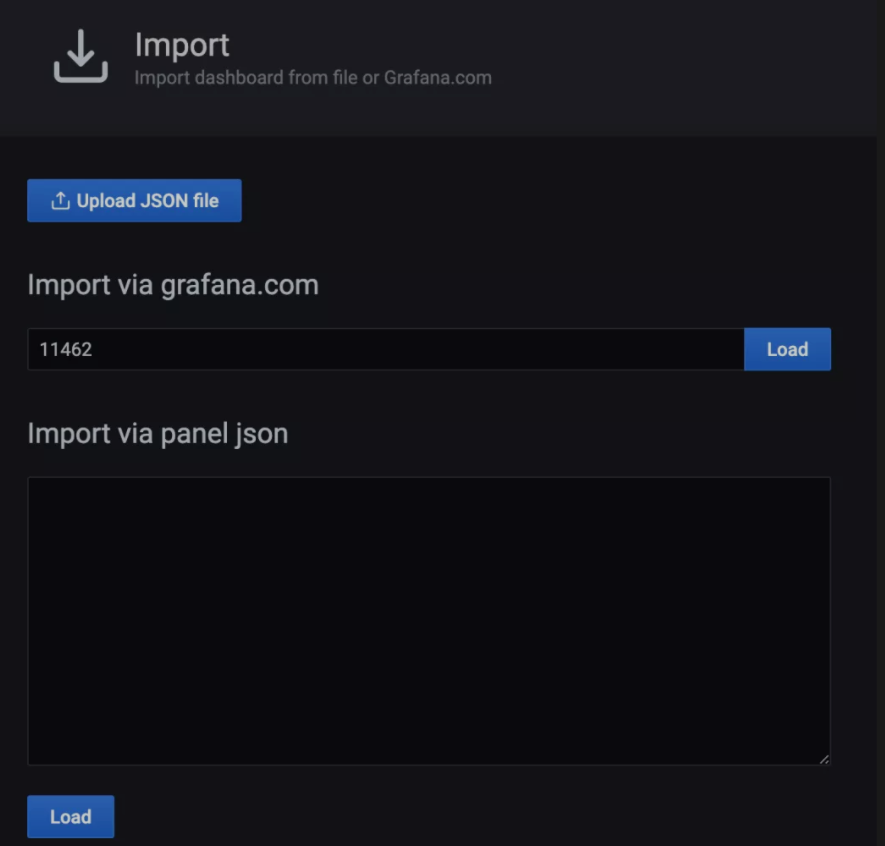 Import
Import dashboard from file or Grafana.com
Upload JSON file
Import via grafana.com
11462
Load
Import via panel json
Load